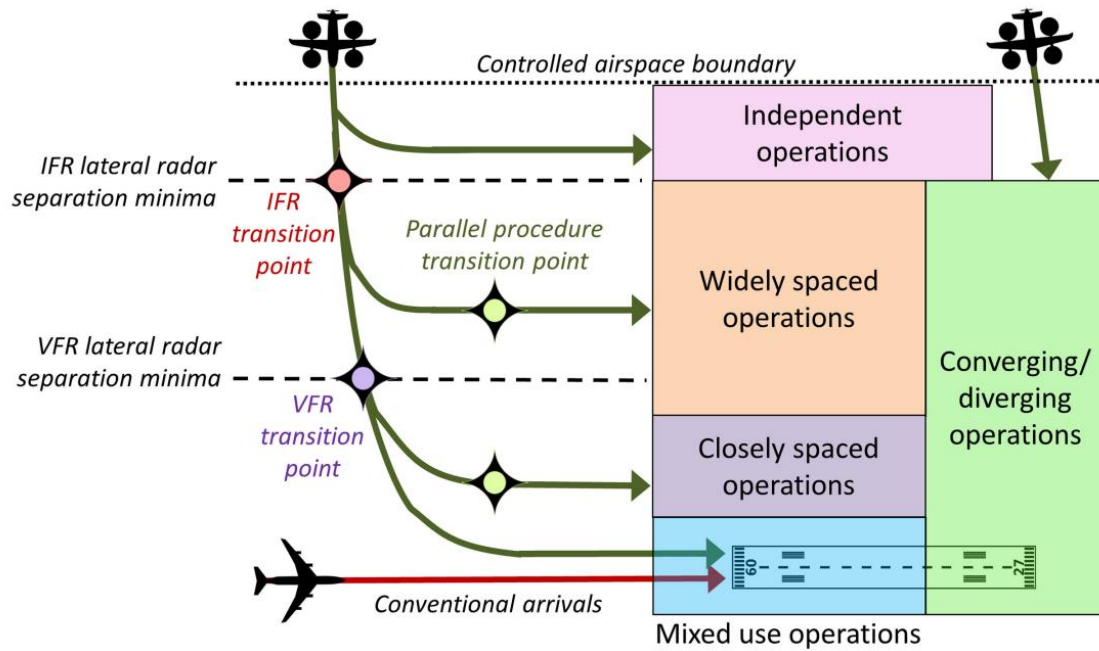 Controlled airspace boundary
Independent
operations
IFR lateral radar
separation minima
IFR
transition
point
Parallel procedure
transition point
Widely spaced
operations
VFR lateral radar
separation minima
VFR
transition
point
Converging/
diverging
operations
Closely spaced
operations
09
27
Conventional arrivals
Mixed use operations